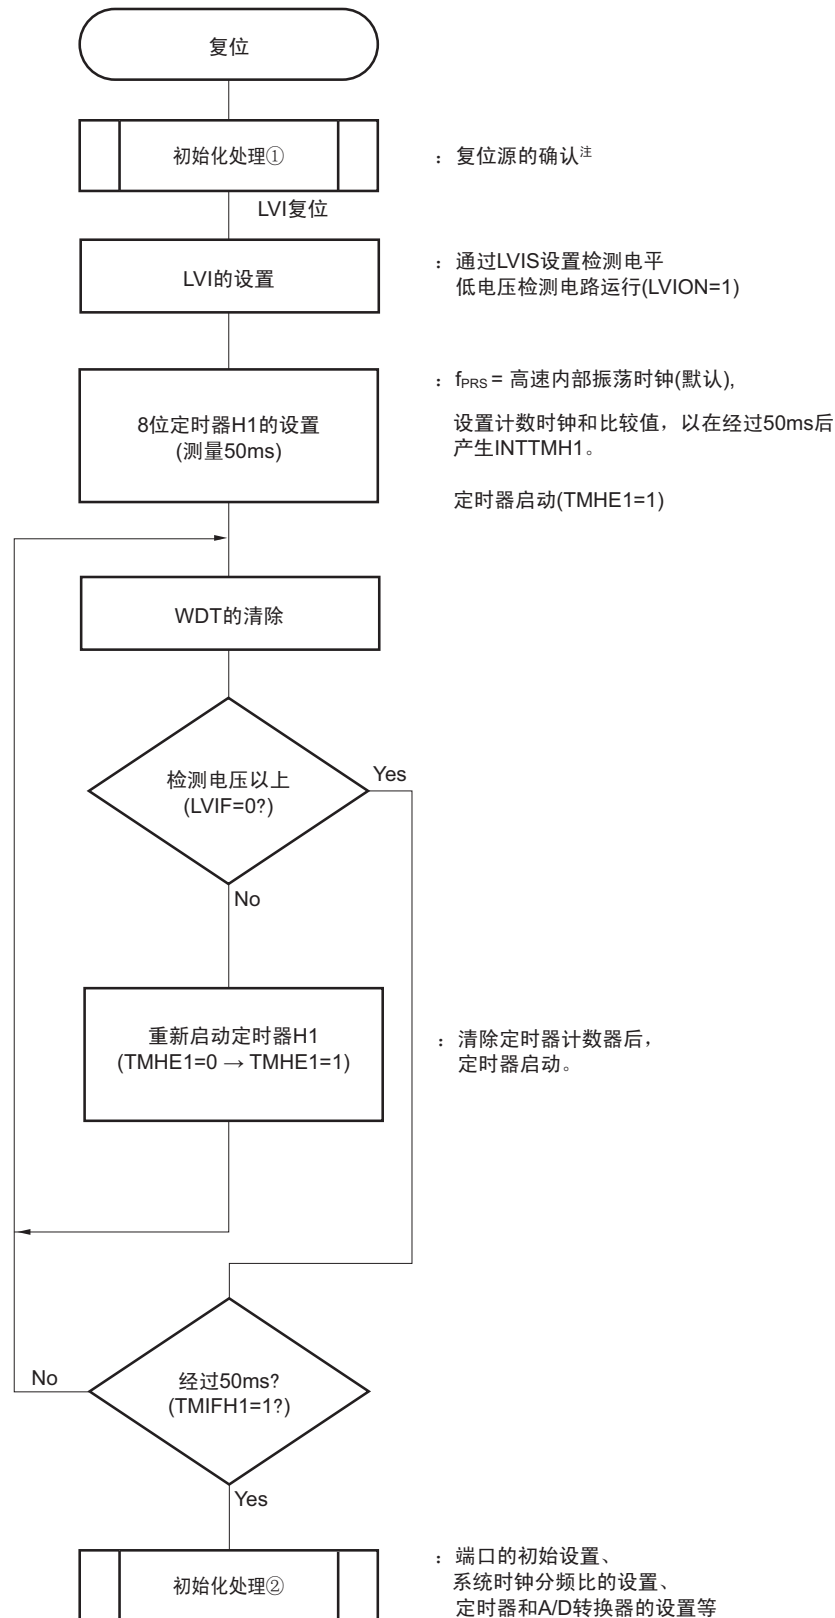 复位
初始化处理①
：复位源的确认注
LVI复位
LVI的设置
：通过LVIS设置检测电平
低电压检测电路运行(LVION=1)
8位定时器H1的设置
(测量50ms)
：fPRS = 高速内部振荡时钟(默认),
设置计数时钟和比较值，以在经过50ms后
产生INTTMH1。
定时器启动(TMHE1=1)
WDT的清除
检测电压以上
(LVIF=0?)
Yes
No
重新启动定时器H1
(TMHE1=0 → TMHE1=1)
：清除定时器计数器后，
定时器启动。
No
经过50ms?
(TMIFH1=1?)
Yes
初始化处理②
：端口的初始设置、
系统时钟分频比的设置、
定时器和A/D转换器的设置等